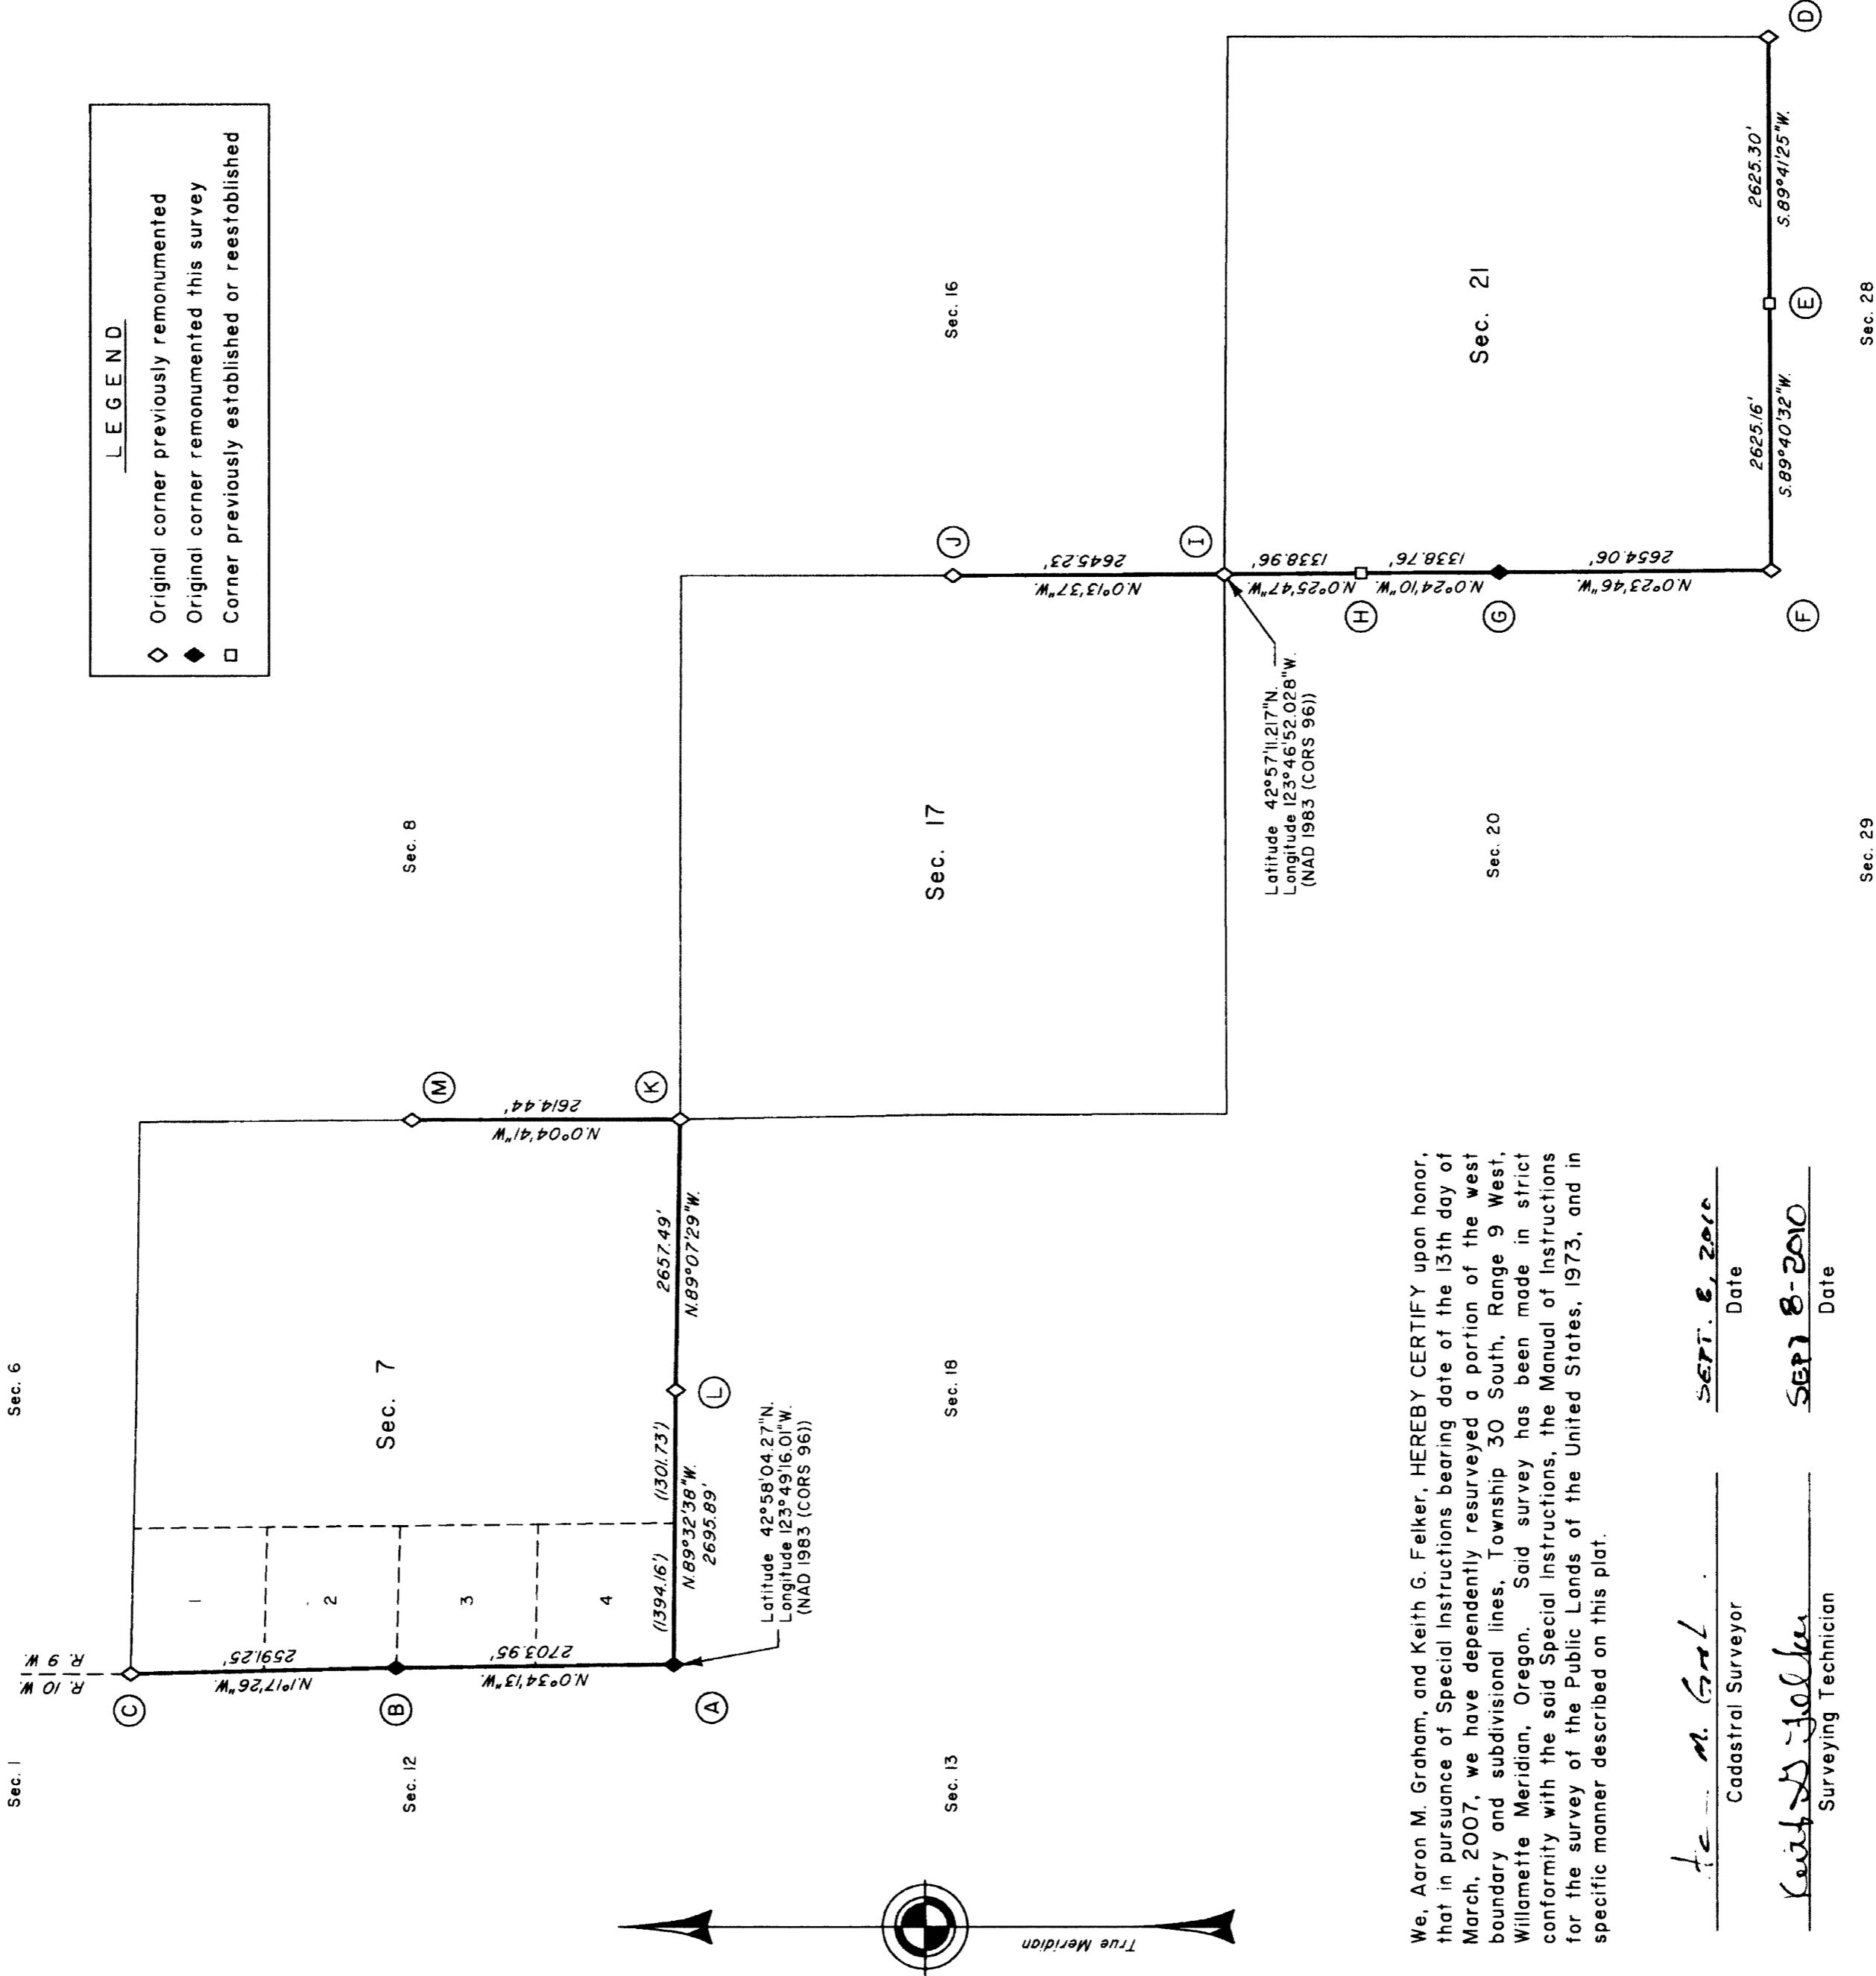 LEGEND
Original corner previously remonumented
Original corner remonumented this survey
Corner previously established or reestablished
Sec. 1
R. 10 W.
R. 9 W.
Sec. 6
C
N.1°17'26"W.
2591.25'
1
2
3
4
Sec. 7
Sec. 12
B
N.0°34'13"W.
2703.95'
A
(1394.16')
(1301.73')
N.89°32'38"W.
2695.89'
L
2657.49'
N.89°07'29"W.
K
M
N.0°04'41"W.
2614.44'
Sec. 8
Latitude 42°58'04.27"N.
Longitude 123°49'16.01"W.
(NAD 1983 (CORS 96))
Sec. 13
Sec. 18
Sec. 17
Sec. 16
J
N.0°13'37"W.
2645.23'
I
Latitude 42°57'11.217"N.
Longitude 123°46'52.028"W.
(NAD 1983 (CORS 96))
N.0°25'47"W.
1338.96'
H
N.0°24'10"W.
1338.76'
G
N.0°23'46"W.
2654.06'
F
Sec. 20
Sec. 21
2625.16'
S.89°40'32"W.
E
2625.30'
S.89°41'25"W.
D
Sec. 29
Sec. 28
True Meridian
We, Aaron M. Graham, and Keith G. Felker, HEREBY CERTIFY upon honor,
that in pursuance of Special Instructions bearing date of the 13th day of
March, 2007, we have dependently resurveyed a portion of the west
boundary and subdivisional lines, Township 30 South, Range 9 West,
Willamette Meridian, Oregon. Said survey has been made in strict
conformity with the said Special Instructions, the Manual of Instructions
for the survey of the Public Lands of the United States, 1973, and in
specific manner described on this plat.
M.
SEPT. 8, 2010
Cadastral Surveyor
Date
Keith G Felker
SEPT 8-2010
Surveying Technician
Date